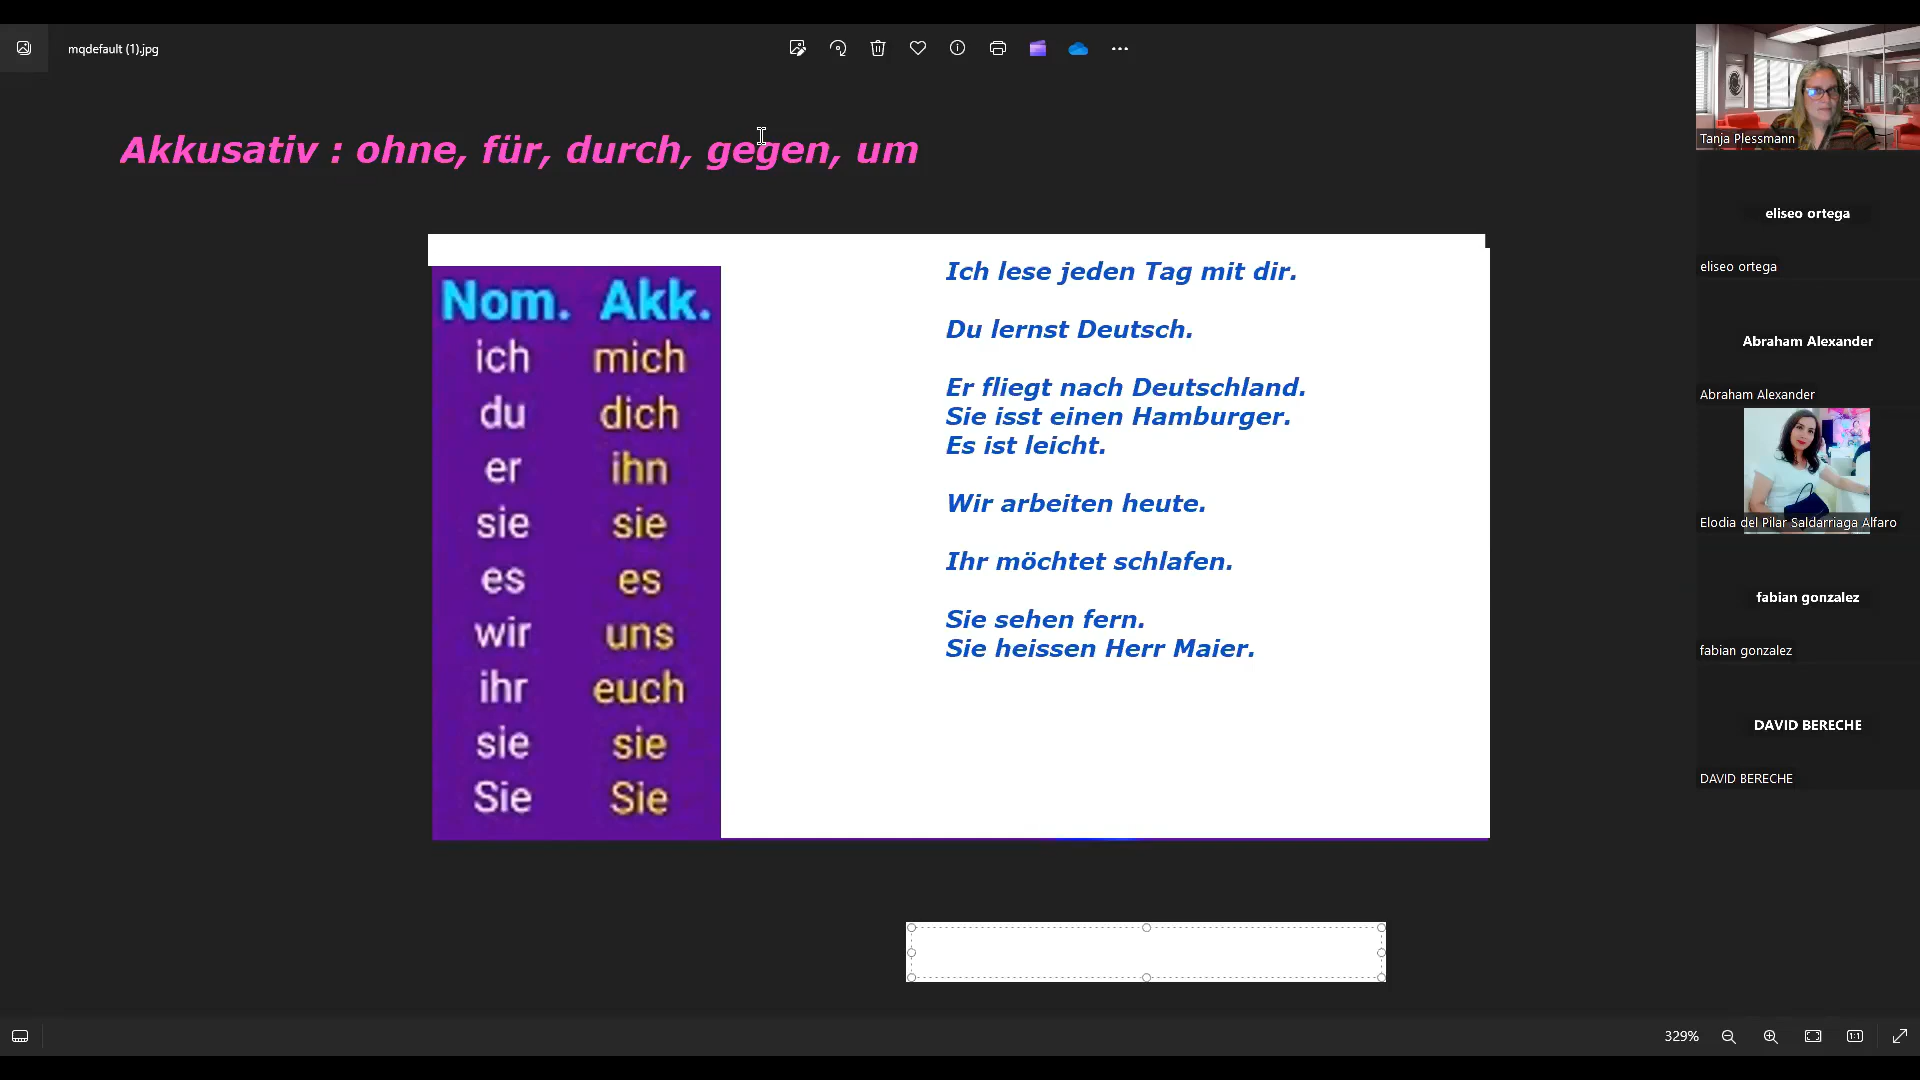 mqdefault (1).jpg
Akkusativ : ohne, für, durch, gegen, um
Nom. Akk.
ich mich
du dich
er ihn
sie sie
es es
wir uns
ihr euch
sie sie
Sie Sie
Ich lese jeden Tag mit dir.
Du lernst Deutsch.
Er fliegt nach Deutschland.
Sie isst einen Hamburger.
Es ist leicht.
Wir arbeiten heute.
Ihr möchtet schlafen.
Sie sehen fern.
Sie heissen Herr Maier.
Tanja Plessmann
eliseo ortega
eliseo ortega
Abraham Alexander
Abraham Alexander
Elodia del Pilar Saldarriaga Alfaro
fabian gonzalez
fabian gonzalez
DAVID BERECHE
DAVID BERECHE
329%
1:1